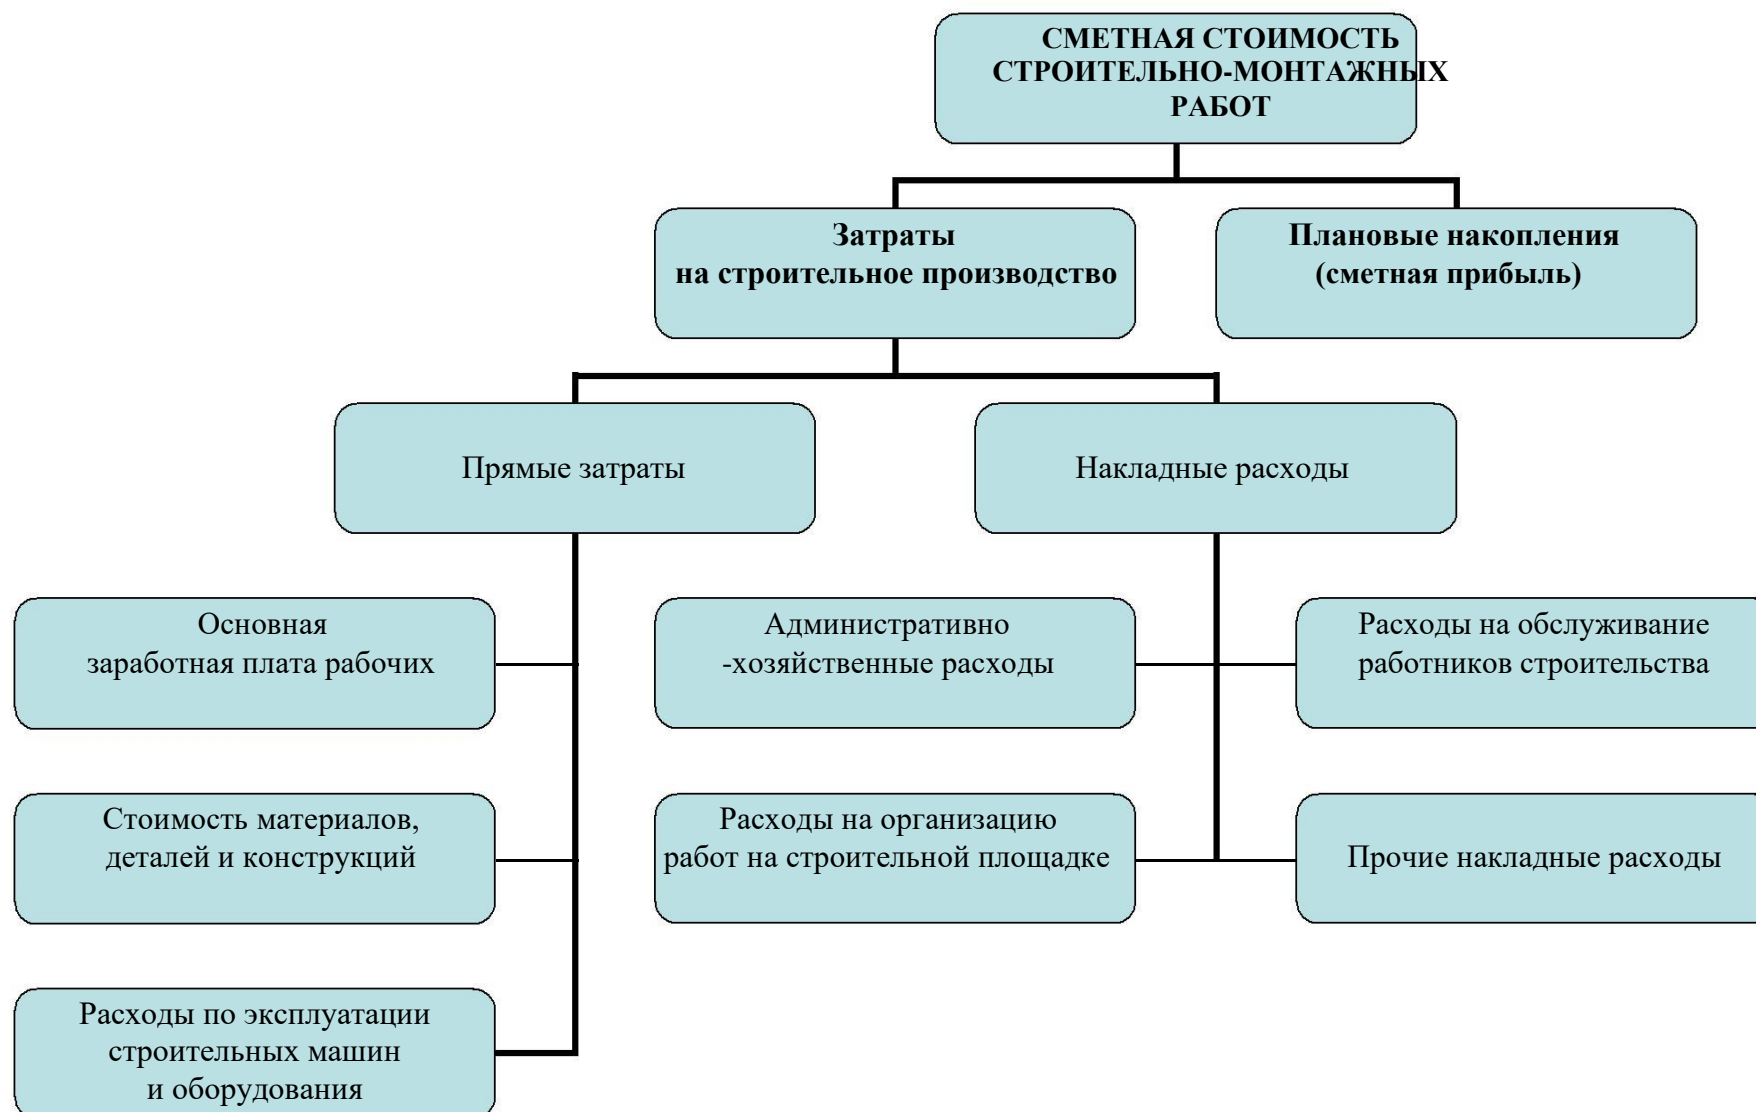 СМЕТНАЯ СТОИМОСТЬ
СТРОИТЕЛЬНО-МОНТАЖНЫХ
РАБОТ
Затраты
на строительное производство
Плановые накопления
(сметная прибыль)
Прямые затраты
Накладные расходы
Основная
заработная плата рабочих
Административно
-хозяйственные расходы
Расходы на обслуживание
работников строительства
Стоимость материалов,
деталей и конструкций
Расходы на организацию
работ на строительной площадке
Прочие накладные расходы
Расходы по эксплуатации
строительных машин
и оборудования